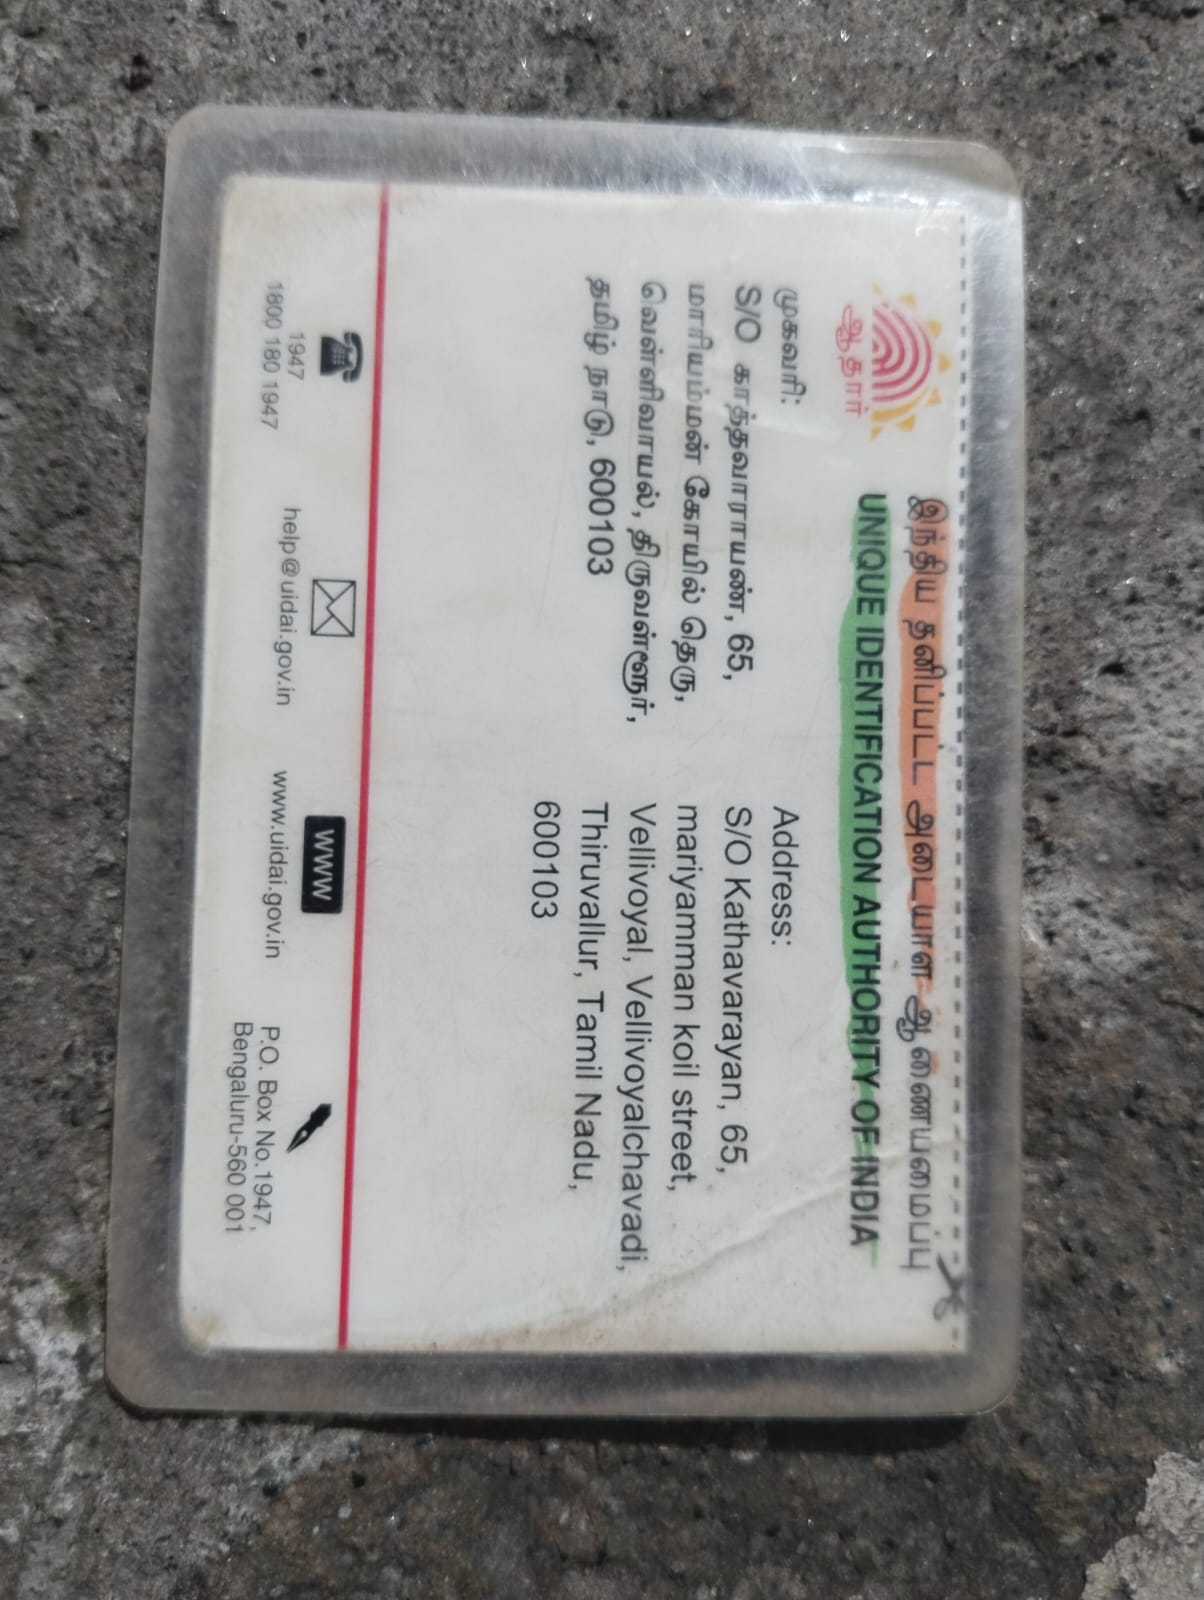 இந்திய தனிப்பட்ட அடையாள ஆணையமைப்பு
UNIQUE IDENTIFICATION AUTHORITY OF INDIA
ஆதார்
முகவரி:
S/O காத்தவாராயண், 65,
மாரியம்மன் கோயில் தெரு,
வெள்ளிவாயல், திருவள்ளூர்,
தமிழ் நாடு, 600103
Address:
S/O Kathavarayan, 65,
mariyamman koil street,
Vellivoyal, Vellivoyalchavadi,
Thiruvallur, Tamil Nadu,
600103
1947
1800 180 1947
help@uidai.gov.in
WWW
www.uidai.gov.in
P.O. Box No.1947,
Bengaluru-560 001